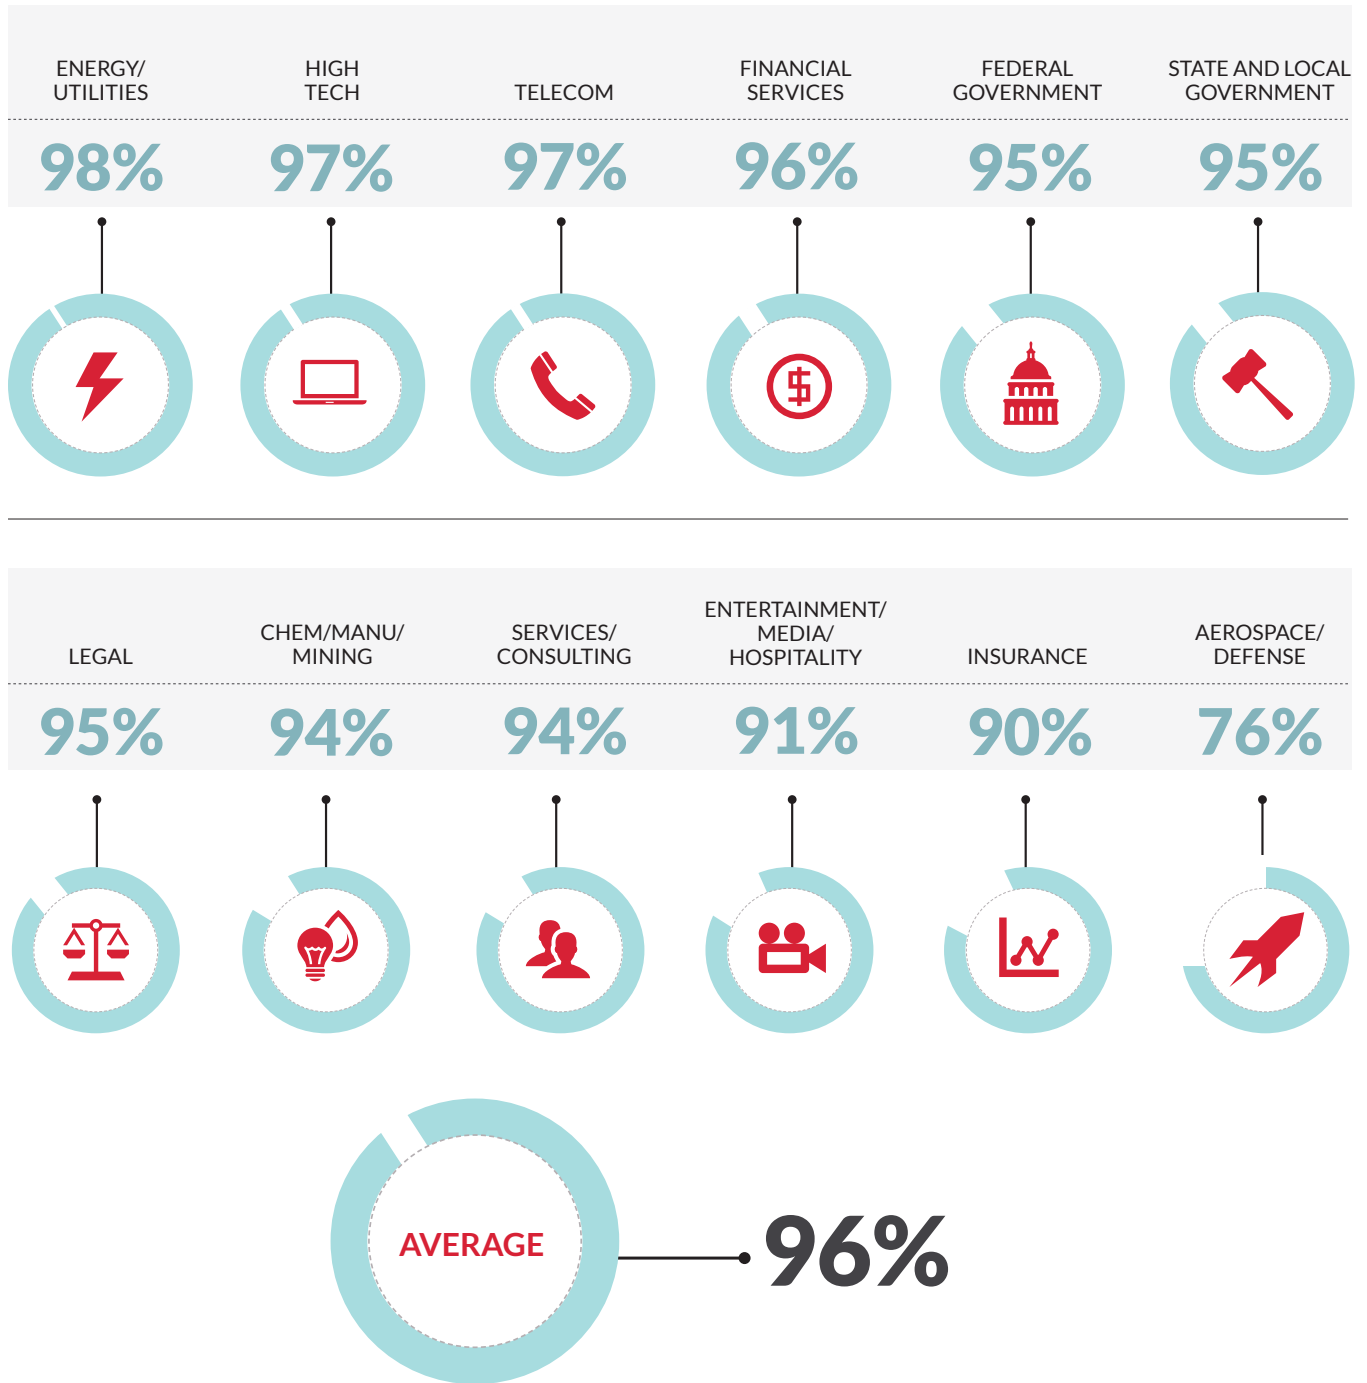 ENERGY/
UTILITIES
HIGH
TECH
TELECOM
FINANCIAL
SERVICES
FEDERAL
GOVERNMENT
STATE AND LOCAL
GOVERNMENT
98%
97%
97%
96%
95%
95%
$
LEGAL
CHEM/MANU/
MINING
SERVICES/
CONSULTING
ENTERTAINMENT/
MEDIA/
HOSPITALITY
INSURANCE
AEROSPACE/
DEFENSE
95%
94%
94%
91%
90%
76%
AVERAGE
96%